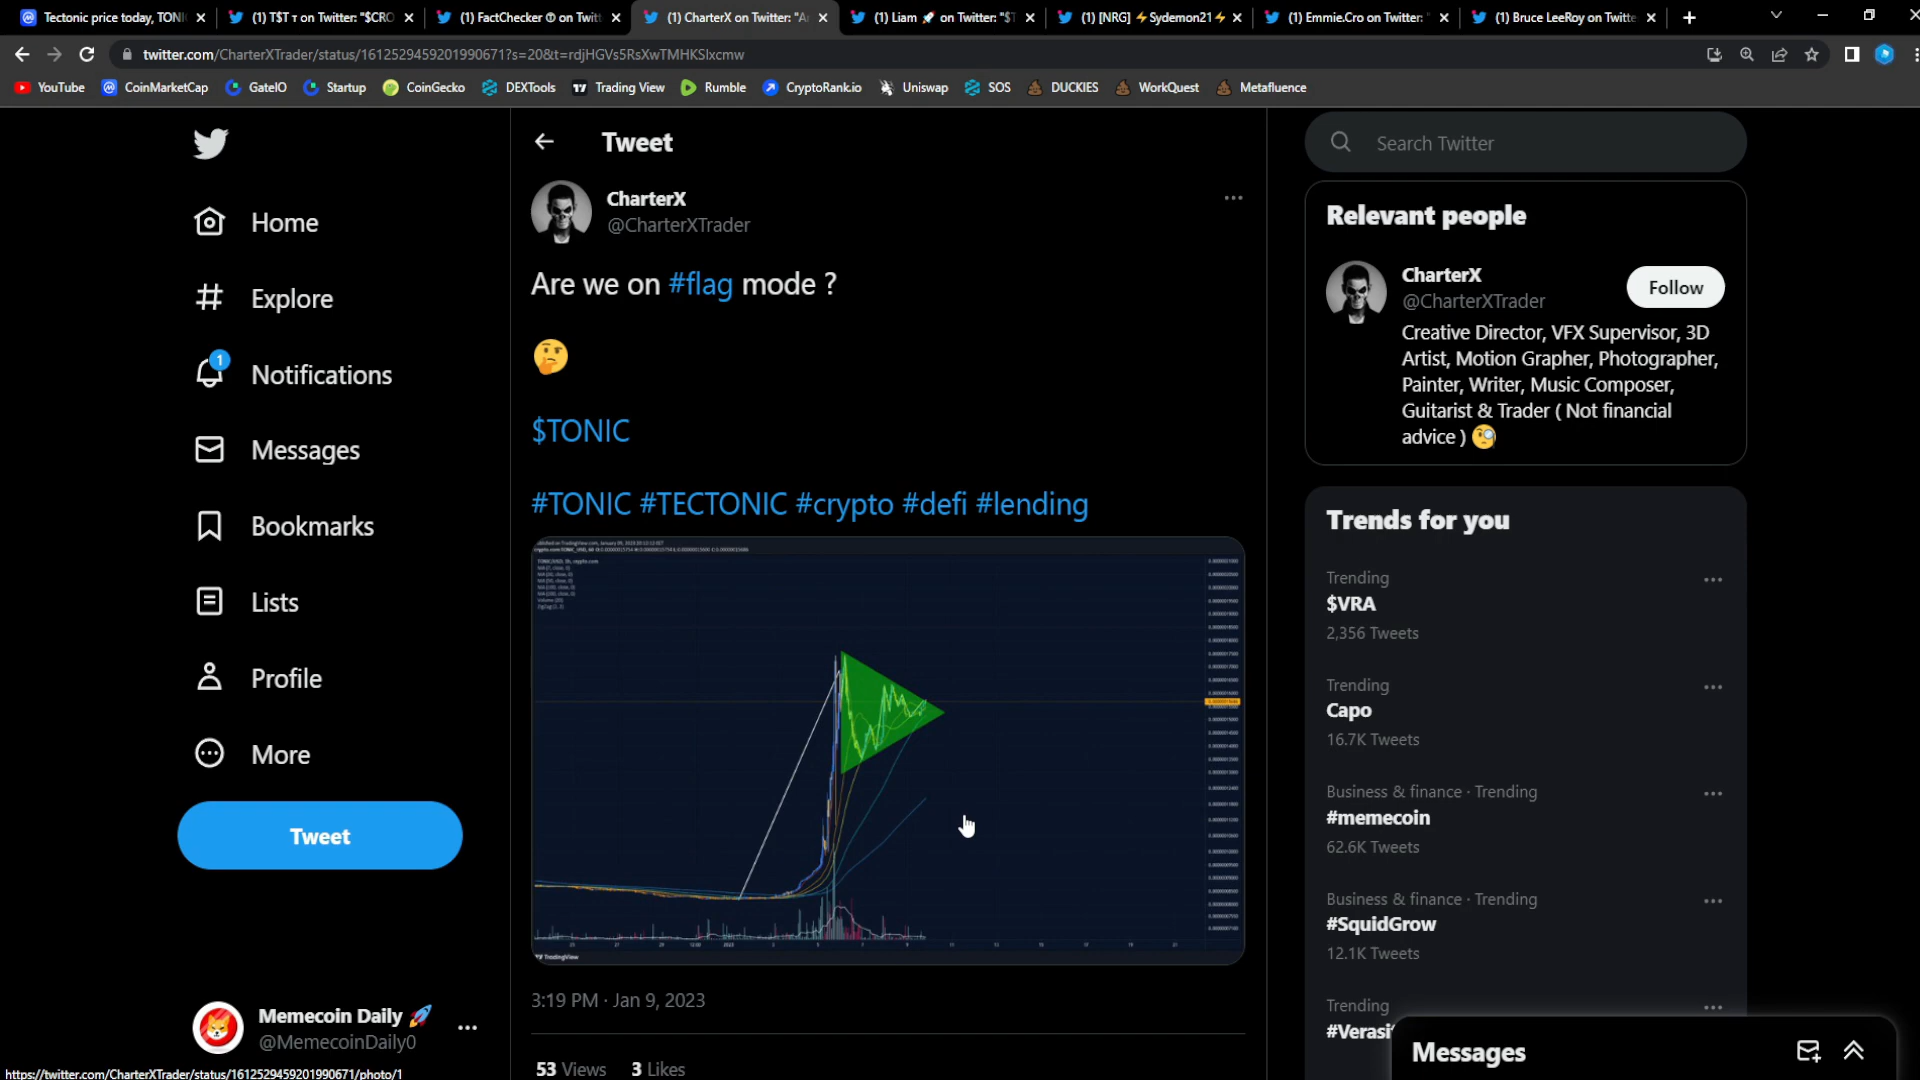 Tectonic price today, TONI
(1) T$T т on Twitter: "$CRO
(1) FactChecker ⓣ on Twitt
(1) CharterX on Twitter: "A
(1) Liam 🚀 on Twitter: "$T
(1) [NRG] ⚡Sydemon21⚡
(1) Emmie.Cro on Twitter: '
(1) Bruce LeeRoy on Twitte
twitter.com/CharterXTrader/status/1612529459201990671?s=20&t=rdjHGVs5RsXwTMHKSlxcmw
YouTube
CoinMarketCap
GateIO
Startup
CoinGecko
DEXTools
Trading View
Rumble
CryptoRank.io
Uniswap
SOS
DUCKIES
WorkQuest
Metafluence
Home
Explore
1
Notifications
Messages
Bookmarks
Lists
Profile
More
Tweet
Memecoin Daily 🚀
@MemecoinDaily0
https://twitter.com/CharterXTrader/status/1612529459201990671/photo/1
Tweet
CharterX
@CharterXTrader
Are we on #flag mode ?
🤔
$TONIC
#TONIC #TECTONIC #crypto #defi #lending
TradingView
3:19 PM · Jan 9, 2023
53 Views 3 Likes
Search Twitter
Relevant people
CharterX
@CharterXTrader
Follow
Creative Director, VFX Supervisor, 3D
Artist, Motion Grapher, Photographer,
Painter, Writer, Music Composer,
Guitarist & Trader ( Not financial
advice ) 🧐
Trends for you
Trending
$VRA
2,356 Tweets
Trending
Capo
16.7K Tweets
Business & finance · Trending
#memecoin
62.6K Tweets
Business & finance · Trending
#SquidGrow
12.1K Tweets
Trending
#Verasi
Messages